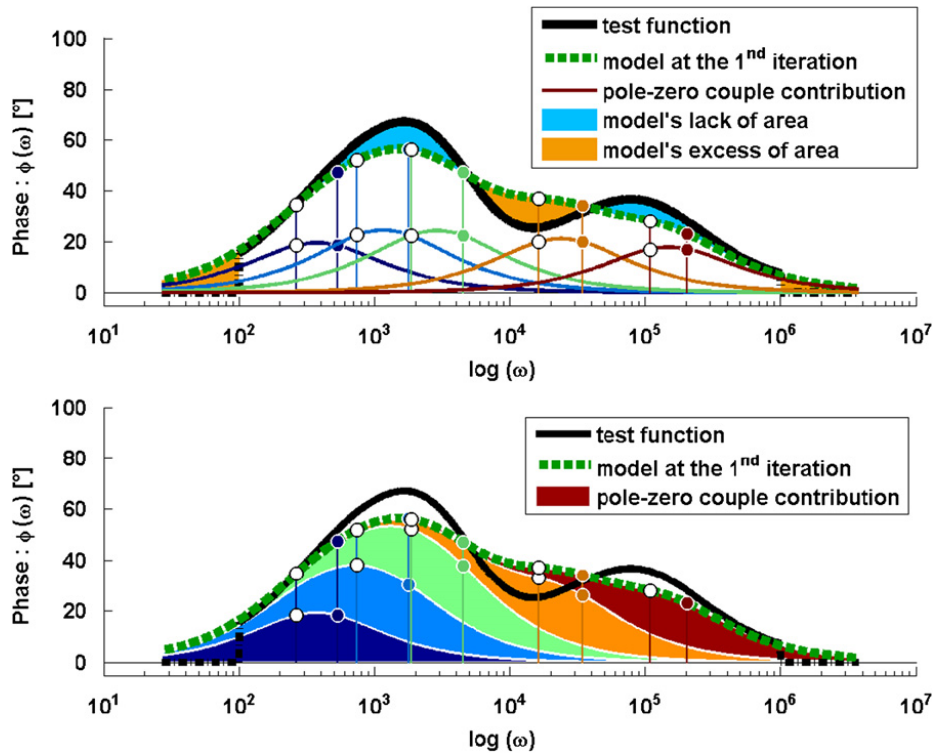 100
80
60
40
20
0
Phase : ϕ (ω) [°]
test function
model at the 1nd iteration
pole-zero couple contribution
model's lack of area
model's excess of area
10^1 10^2 10^3 10^4 10^5 10^6 10^7
log (ω)
100
80
60
40
20
0
Phase : ϕ (ω) [°]
test function
model at the 1nd iteration
pole-zero couple contribution
10^1 10^2 10^3 10^4 10^5 10^6 10^7
log (ω)